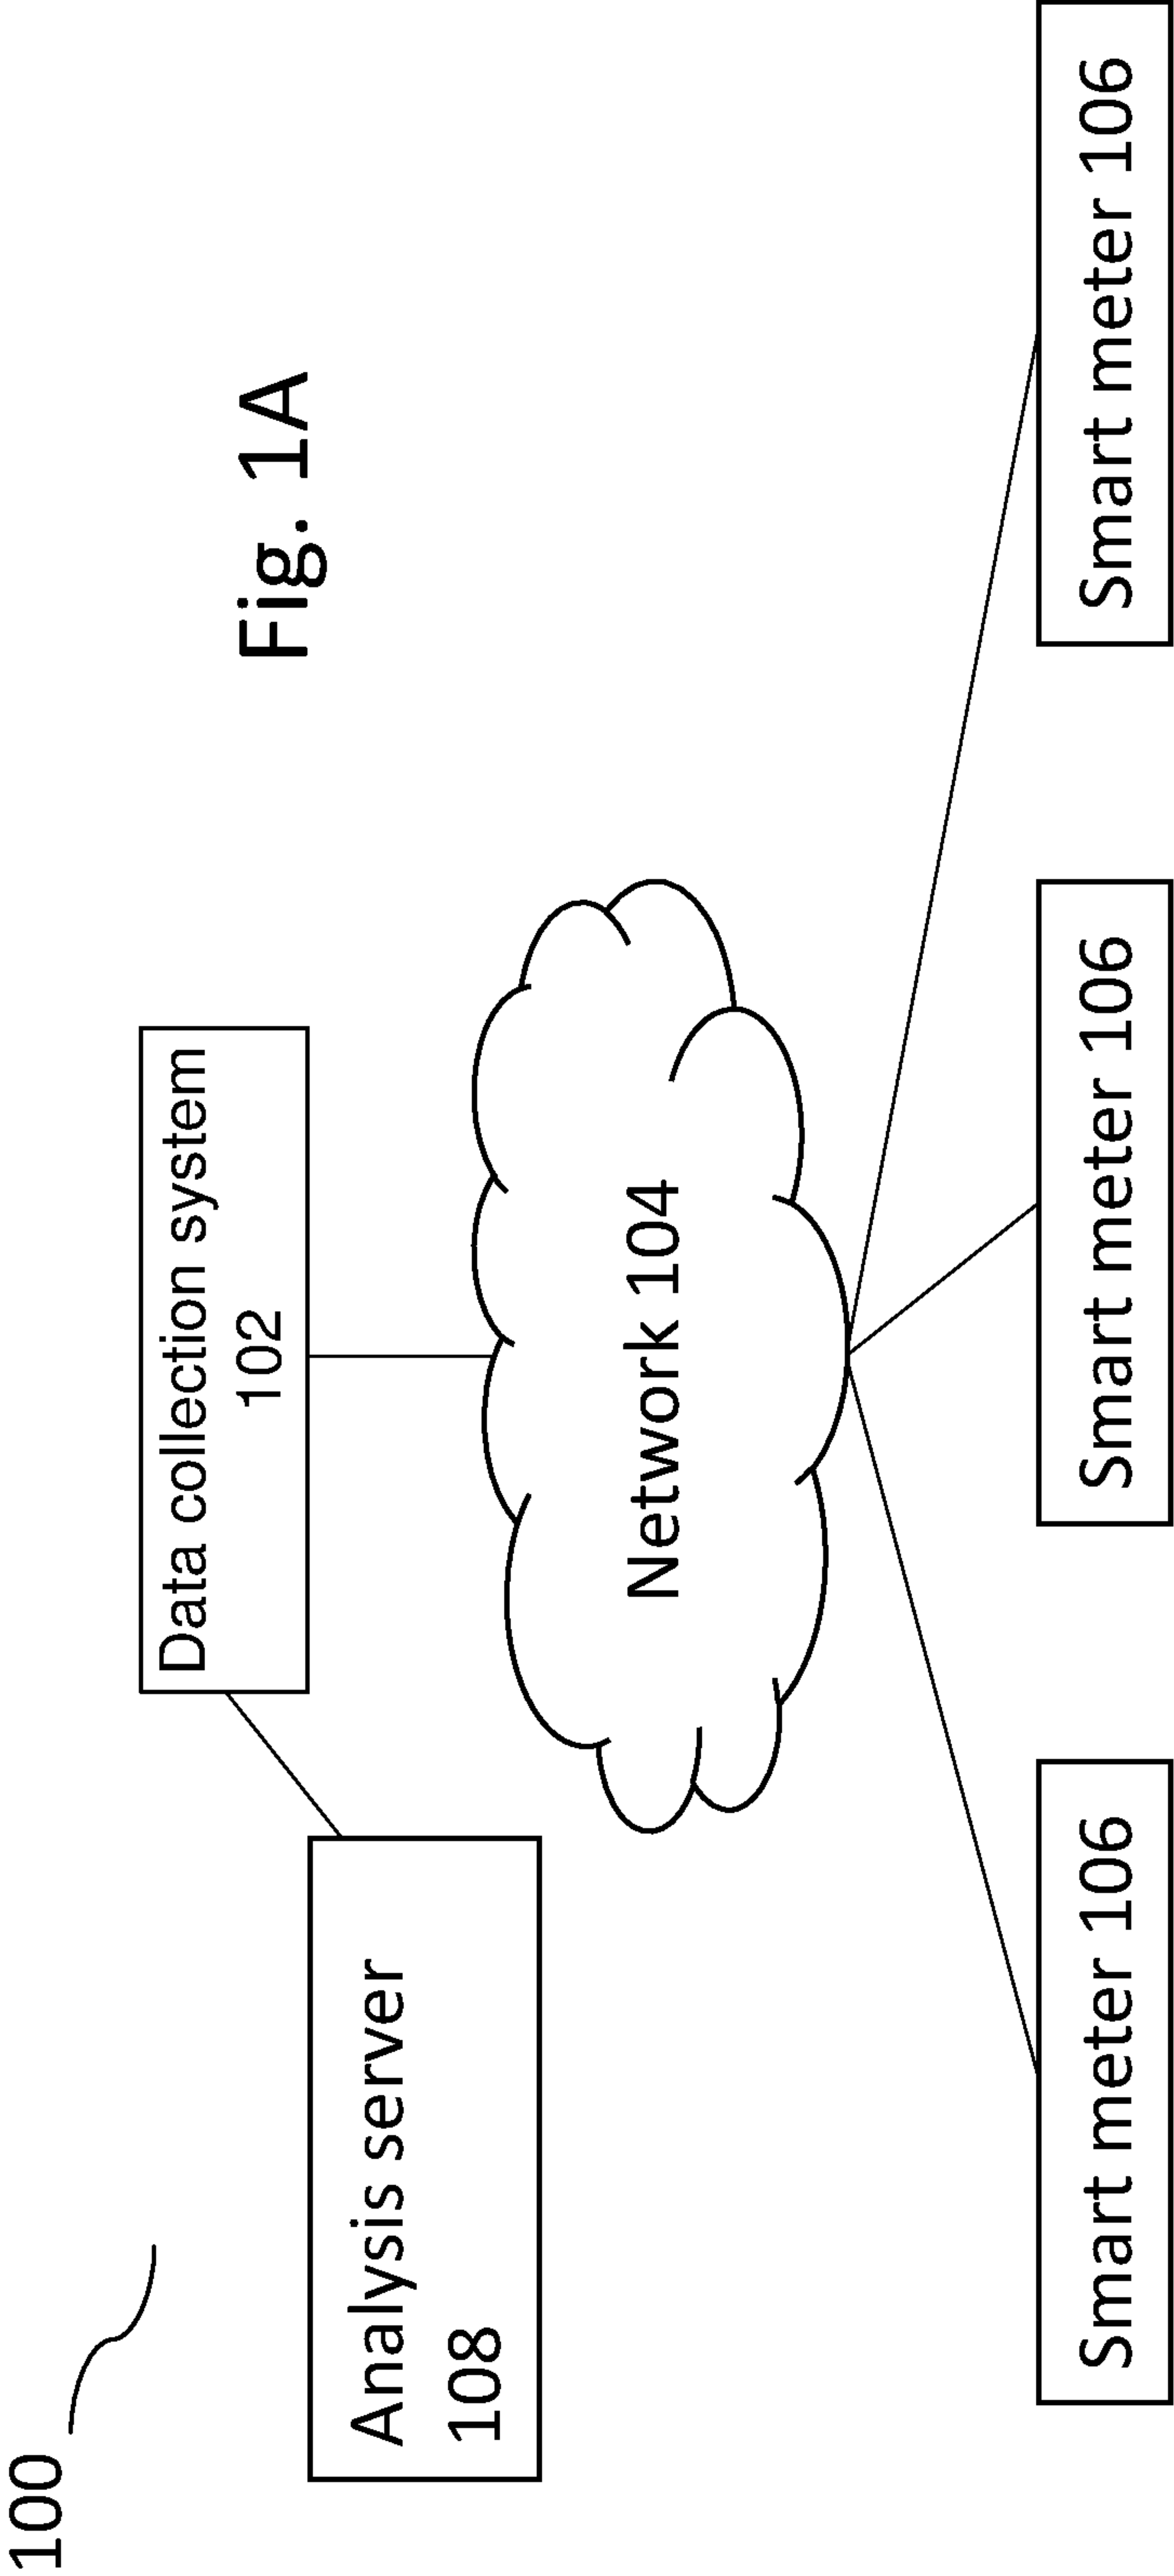 100
Data collection system
102
Fig. 1A
Analysis server
108
Network 104
Smart meter 106
Smart meter 106
Smart meter 106